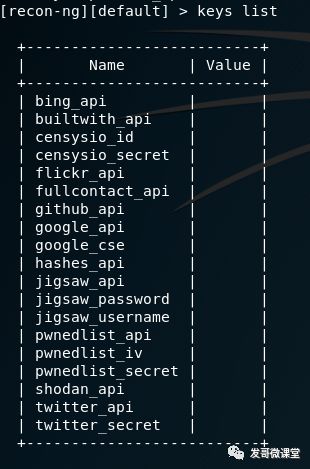 [recon-ng][default] > keys list
+---------------------------+
| Name | Value |
+---------------------------+
| bing_api | |
| builtwith_api | |
| censysio_id | |
| censysio_secret | |
| flickr_api | |
| fullcontact_api | |
| github_api | |
| google_api | |
| google_cse | |
| hashes_api | |
| jigsaw_api | |
| jigsaw_password | |
| jigsaw_username | |
| pwnedlist_api | |
| pwnedlist_iv | |
| pwnedlist_secret | |
| shodan_api | |
| twitter_api | |
| twitter_secret | |
+---------------------------+
发哥微课堂